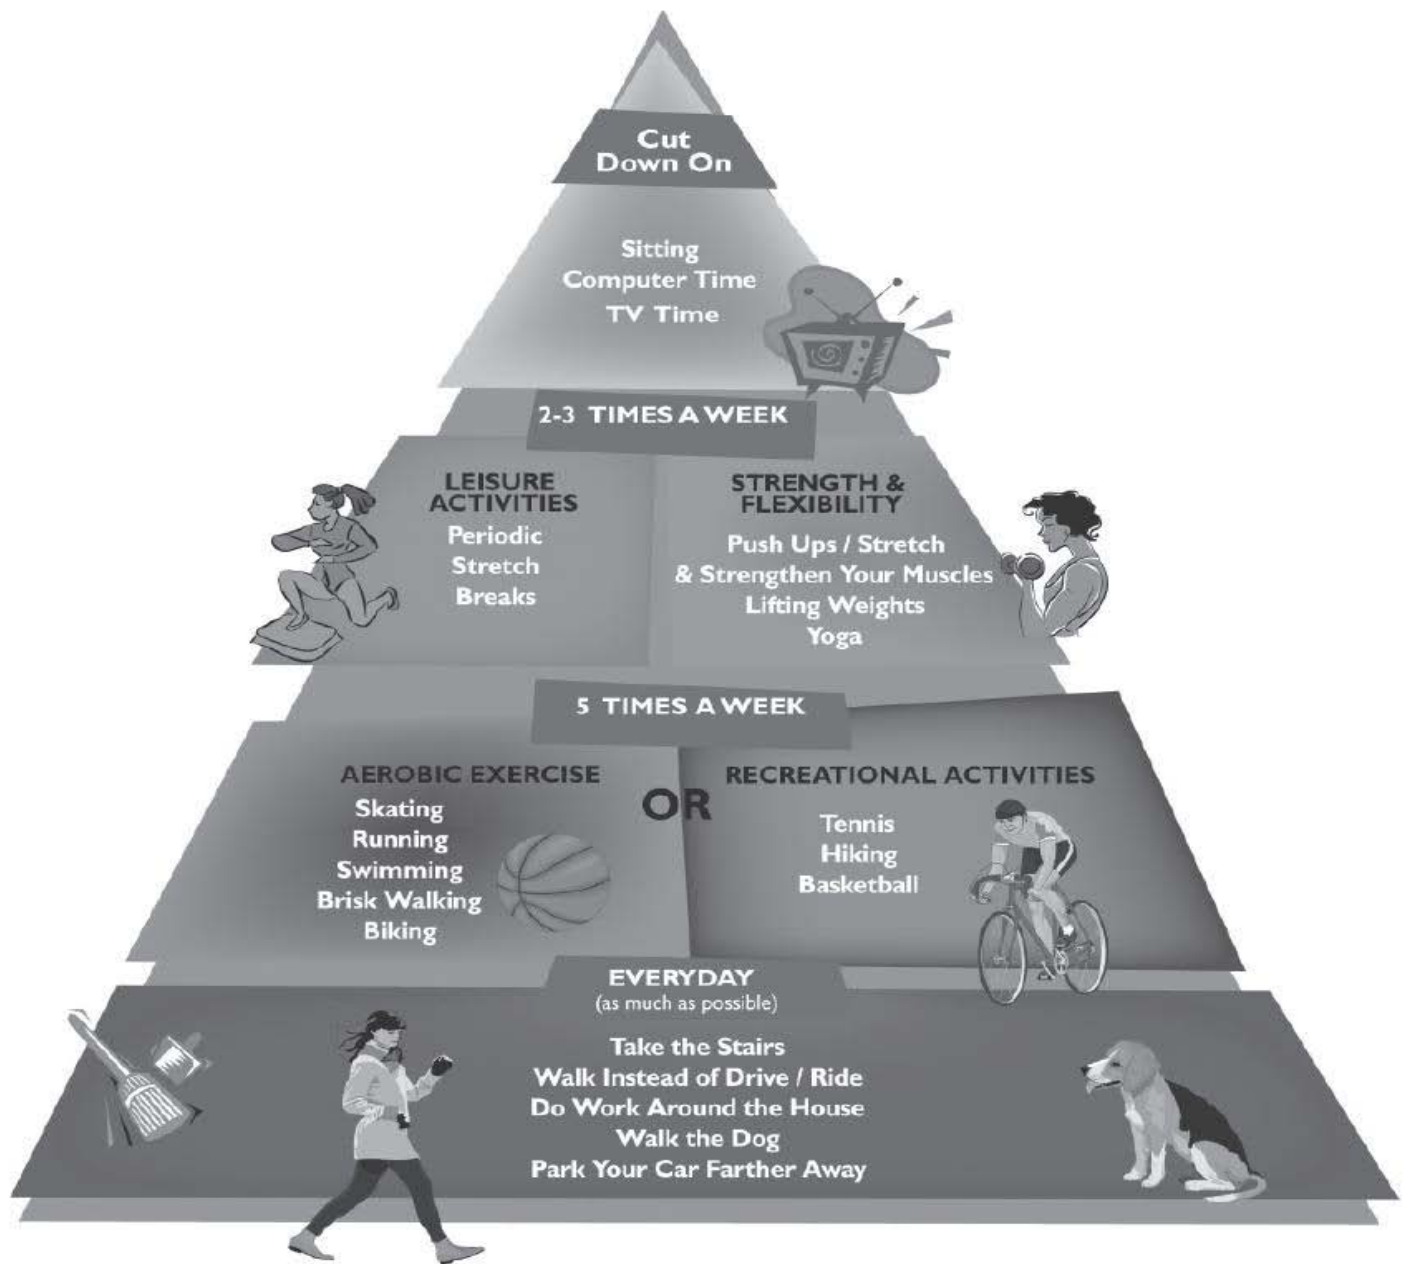 Cut
Down On
Sitting
Computer Time
TV Time
2-3 TIMES A WEEK
LEISURE
ACTIVITIES
Periodic
Stretch
Breaks
STRENGTH &
FLEXIBILITY
Push Ups / Stretch
& Strengthen Your Muscles
Lifting Weights
Yoga
5 TIMES A WEEK
AEROBIC EXERCISE
Skating
Running
Swimming
Brisk Walking
Biking
OR
RECREATIONAL ACTIVITIES
Tennis
Hiking
Basketball
EVERYDAY
(as much as possible)
Take the Stairs
Walk Instead of Drive / Ride
Do Work Around the House
Walk the Dog
Park Your Car Farther Away